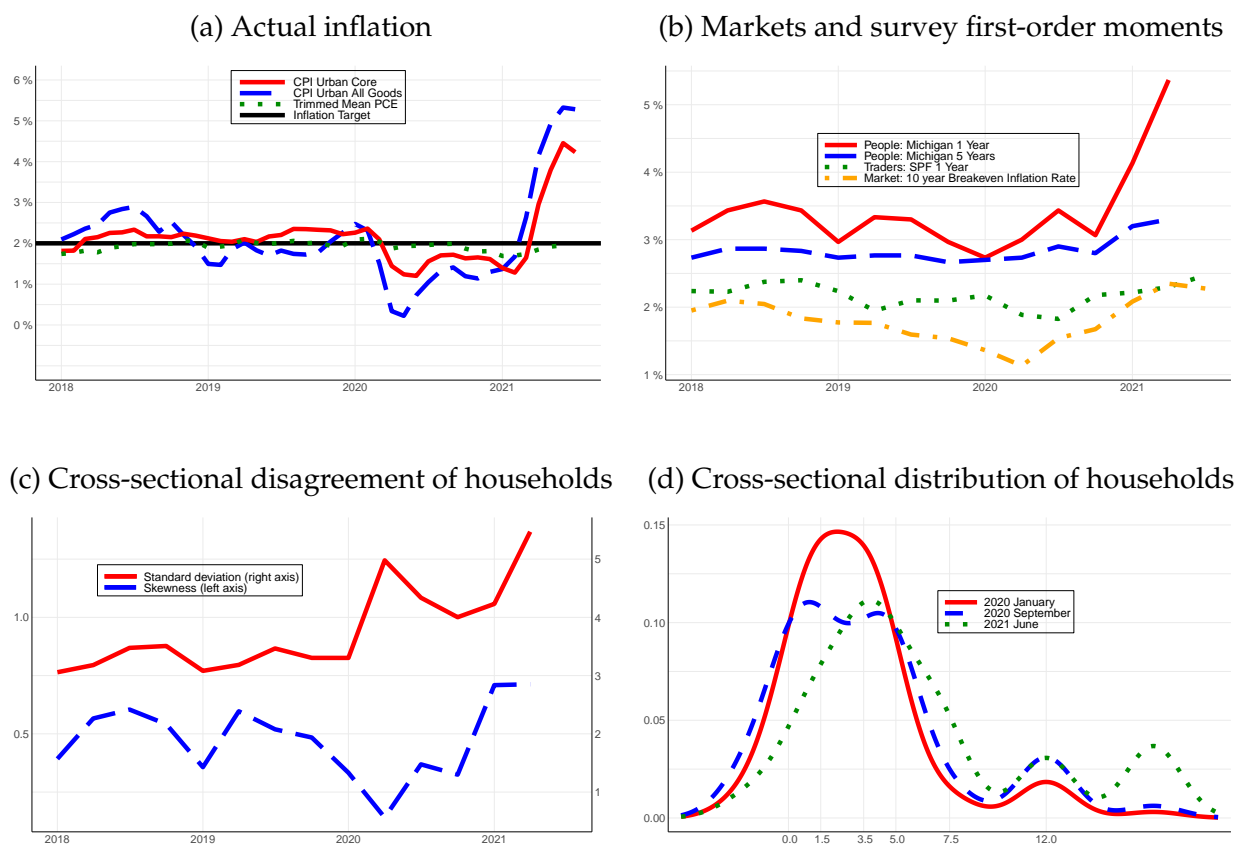 (a) Actual inflation
6 %
5 %
4 %
3 %
2 %
1 %
0 %
2018
2019
2020
2021
CPI Urban Core
CPI Urban All Goods
Trimmed Mean PCE
Inflation Target
(b) Markets and survey first-order moments
5 %
4 %
3 %
2 %
1 %
2018
2019
2020
2021
People: Michigan 1 Year
People: Michigan 5 Years
Traders: SPF 1 Year
Market: 10 year Breakeven Inflation Rate
(c) Cross-sectional disagreement of households
1.0
0.5
5
4
3
2
1
2018
2019
2020
2021
Standard deviation (right axis)
Skewness (left axis)
(d) Cross-sectional distribution of households
0.15
0.10
0.05
0.00
0.0
1.5
3.5
5.0
7.5
12.0
2020 January
2020 September
2021 June